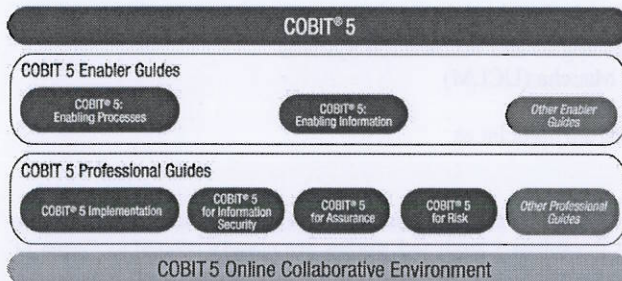 COBIT® 5
COBIT 5 Enabler Guides
COBIT® 5:
Enabling Processes
COBIT® 5:
Enabling Information
Other Enabler
Guides
COBIT 5 Professional Guides
COBIT® 5 Implementation
COBIT® 5
for Information
Security
COBIT® 5
for Assurance
COBIT® 5
for Risk
Other Professional
Guides
COBIT 5 Online Collaborative Environment